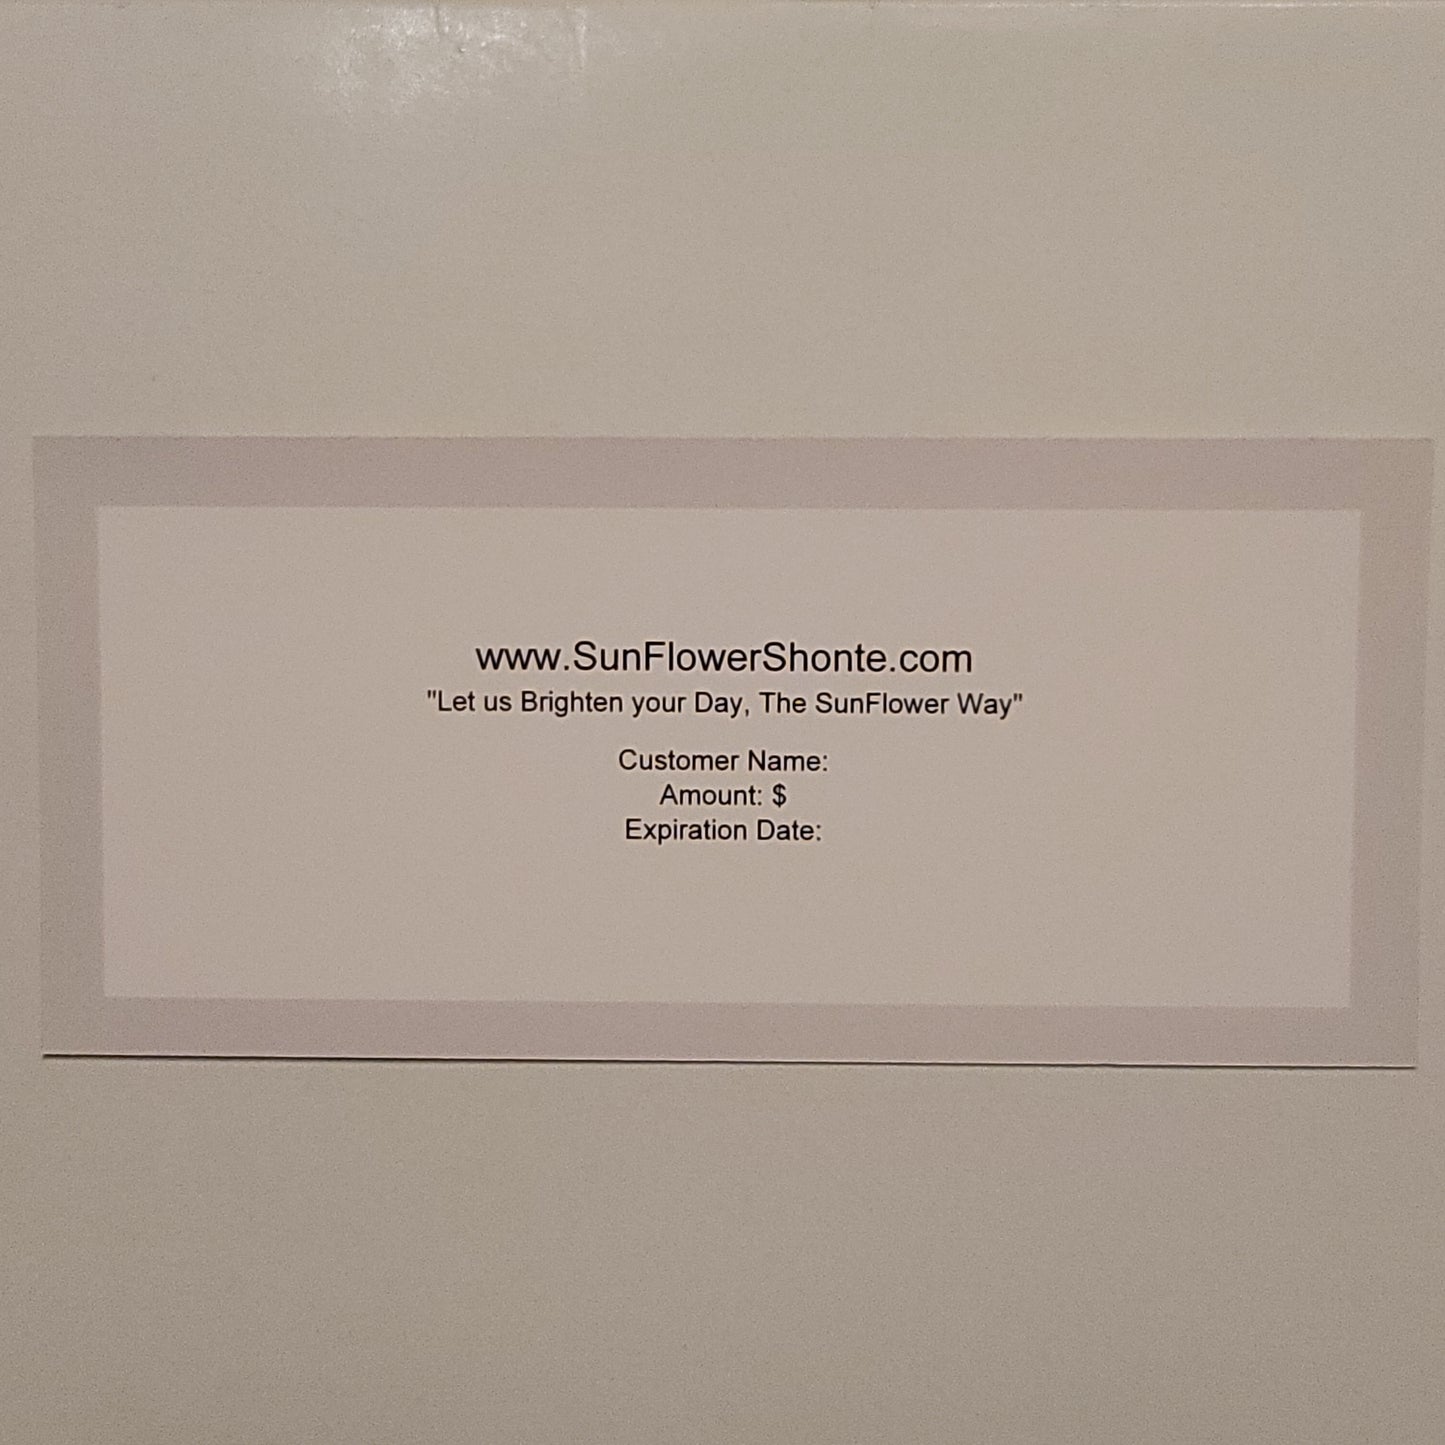 www.SunFlowerShonte.com
"Let us Brighten your Day, The SunFlower Way"
Customer Name:
Amount: $
Expiration Date: